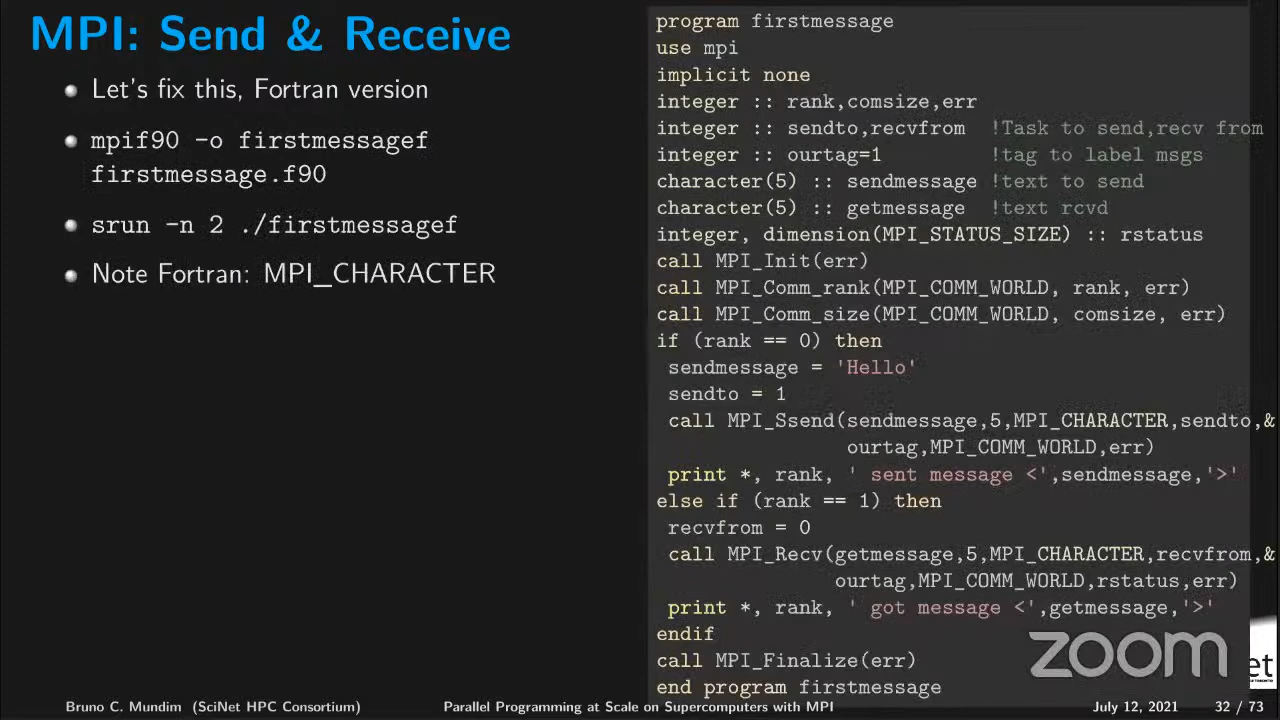 MPI: Send & Receive
Let's fix this, Fortran version
mpif90 -o firstmessagef
firstmessage.f90
srun -n 2 ./firstmessagef
Note Fortran: MPI_CHARACTER
program firstmessage
use mpi
implicit none
integer :: rank,comsize,err
integer :: sendto,recvfrom !Task to send,recv from
integer :: ourtag=1 !tag to label msgs
character(5) :: sendmessage !text to send
character(5) :: getmessage !text rcvd
integer, dimension(MPI_STATUS_SIZE) :: rstatus
call MPI_Init(err)
call MPI_Comm_rank(MPI_COMM_WORLD, rank, err)
call MPI_Comm_size(MPI_COMM_WORLD, comsize, err)
if (rank == 0) then
sendmessage = 'Hello'
sendto = 1
call MPI_Ssend(sendmessage,5,MPI_CHARACTER,sendto,&
ourtag,MPI_COMM_WORLD,err)
print *, rank, ' sent message <',sendmessage,'>'
else if (rank == 1) then
recvfrom = 0
call MPI_Recv(getmessage,5,MPI_CHARACTER,recvfrom,&
ourtag,MPI_COMM_WORLD,rstatus,err)
print *, rank, ' got message <',getmessage,'>'
endif
call MPI_Finalize(err)
end program firstmessage
zoom
et
Bruno C. Mundim (SciNet HPC Consortium) Parallel Programming at Scale on Supercomputers with MPI July 12, 2021 32 / 73